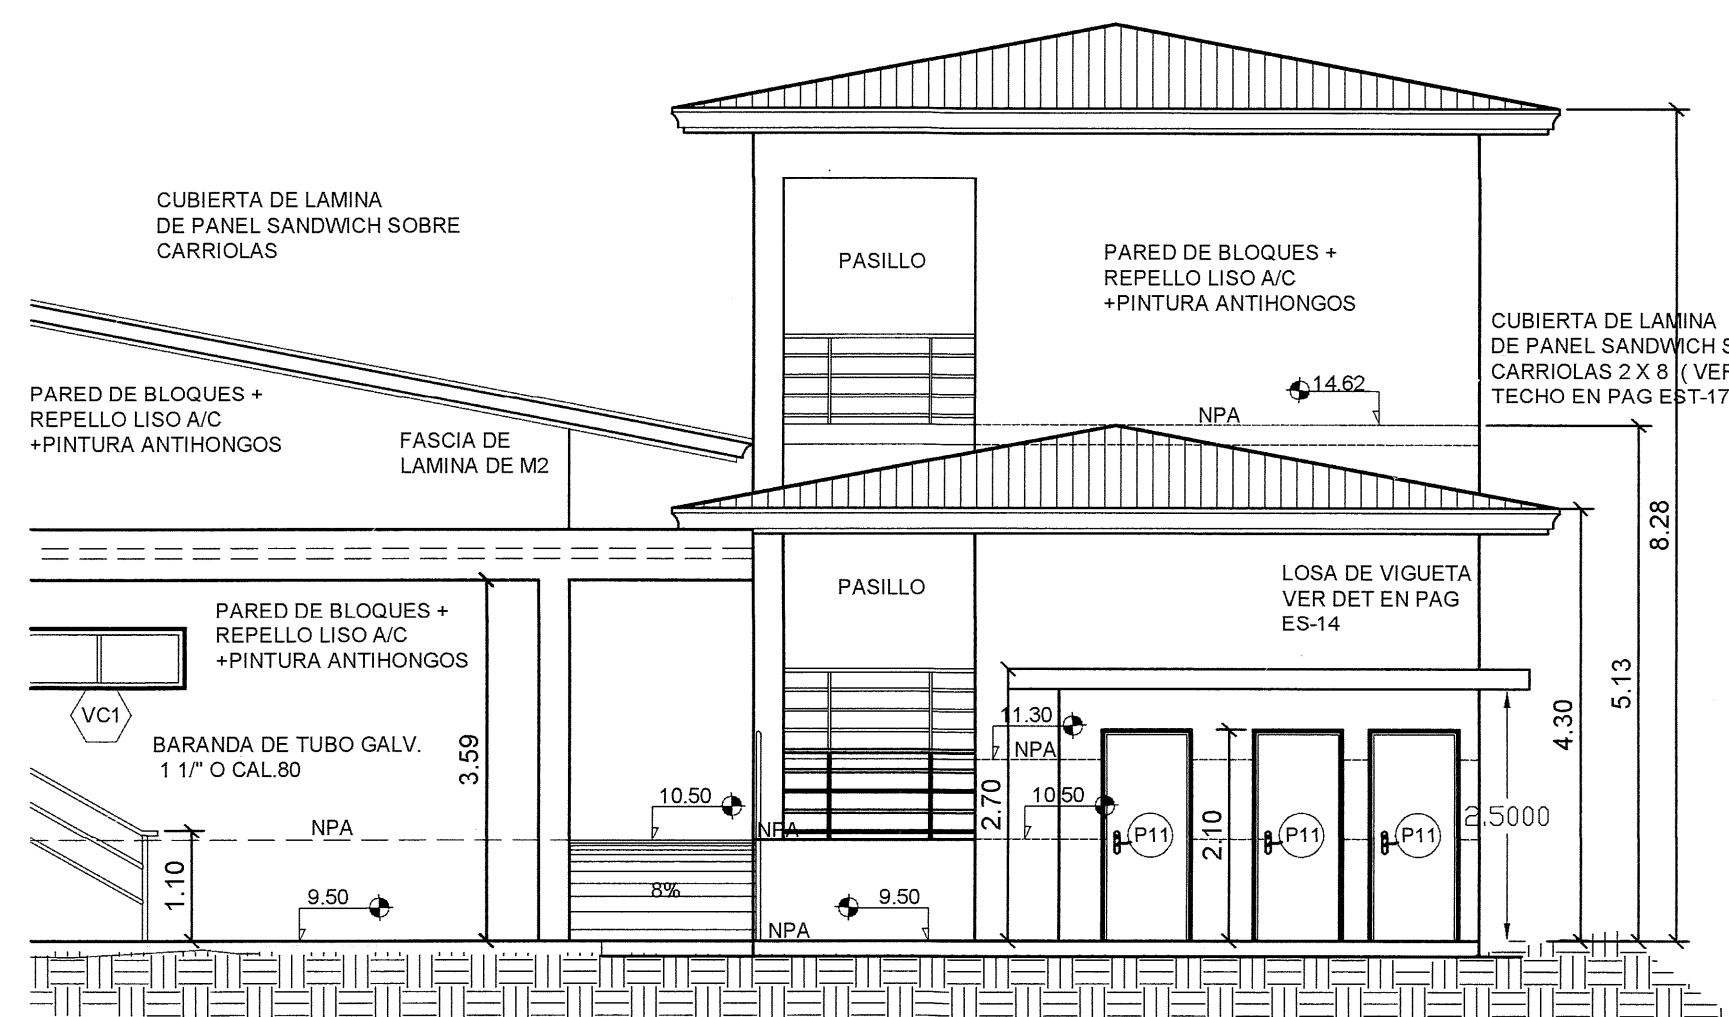 CUBIERTA DE LAMINA
DE PANEL SANDWICH SOBRE
CARRIOLAS
PASILLO
PARED DE BLOQUES +
REPELLO LISO A/C
+PINTURA ANTIHONGOS
CUBIERTA DE LAMINA
DE PANEL SANDWICH S
CARRIOLAS 2 X 8 ( VER
TECHO EN PAG EST-17
14.62
NPA
PARED DE BLOQUES +
REPELLO LISO A/C
+PINTURA ANTIHONGOS
FASCIA DE
LAMINA DE M2
8.28
PASILLO
LOSA DE VIGUETA
VER DET EN PAG
ES-14
PARED DE BLOQUES +
REPELLO LISO A/C
+PINTURA ANTIHONGOS
5.13
4.30
VC1
BARANDA DE TUBO GALV.
1 1/" O CAL.80
3.59
11.30
NPA
10.50
10.50
2.70
2.10
2.5000
NPA
NPA
P11
P11
P11
1.10
9.50
8%
9.50
NPA